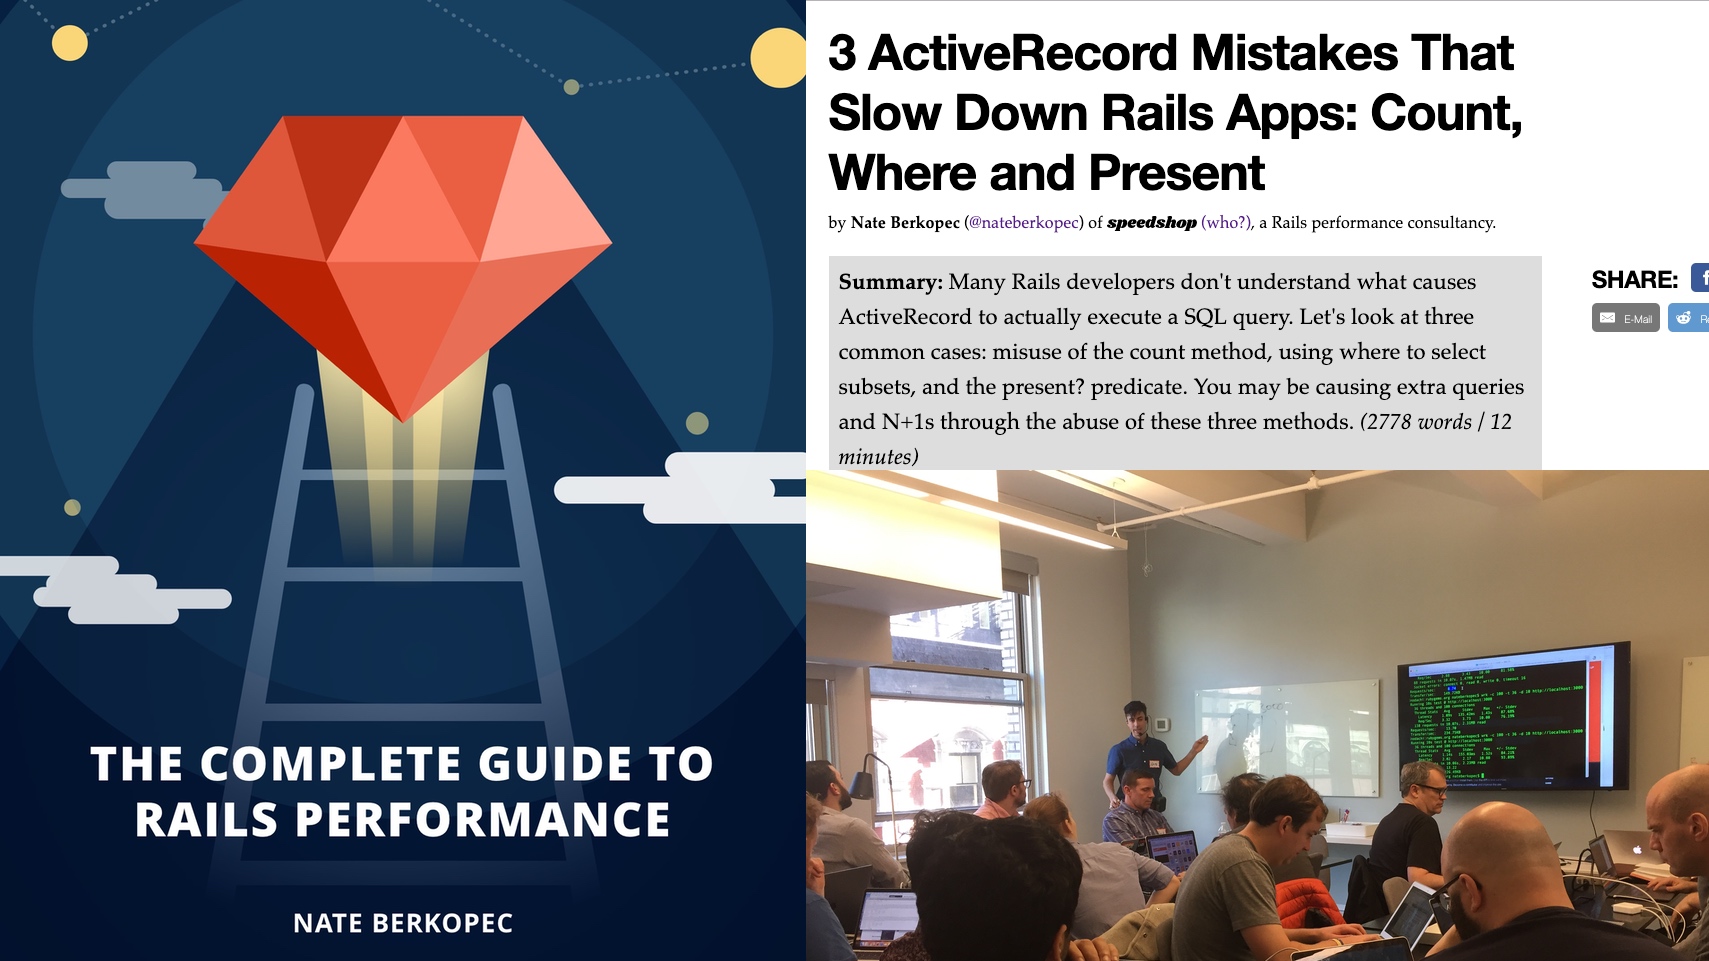 THE COMPLETE GUIDE TO
RAILS PERFORMANCE
NATE BERKOPEC
3 ActiveRecord Mistakes That
Slow Down Rails Apps: Count,
Where and Present
by Nate Berkopec (@nateberkopec) of speedshop (who?), a Rails performance consultancy.
Summary: Many Rails developers don't understand what causes
ActiveRecord to actually execute a SQL query. Let's look at three
common cases: misuse of the count method, using where to select
subsets, and the present? predicate. You may be causing extra queries
and N+1s through the abuse of these three methods. (2778 words / 12
minutes)
SHARE:
E-Mail